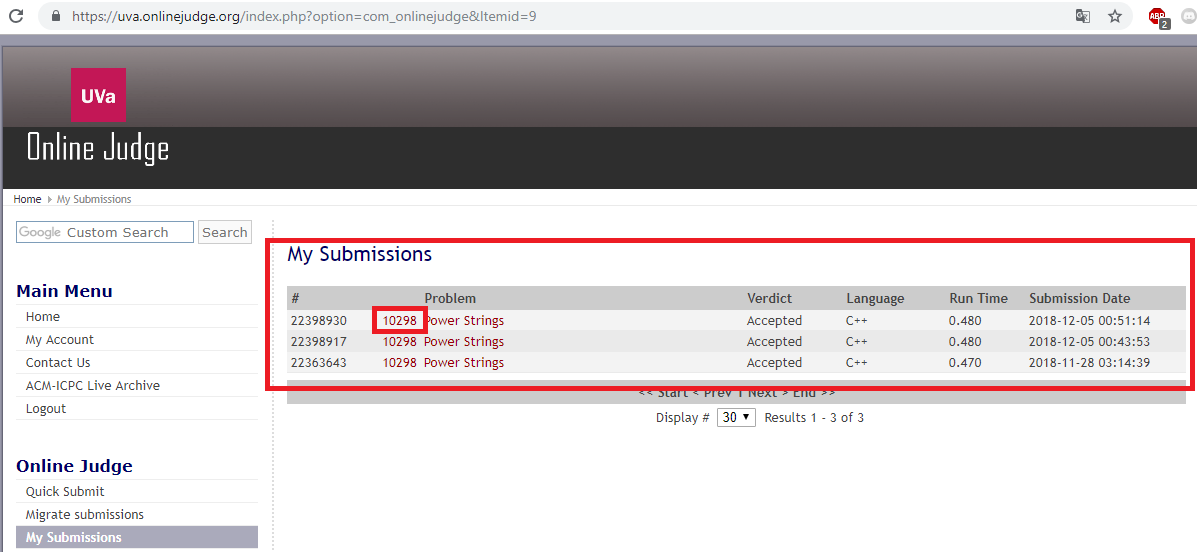 https://uva.onlinejudge.org/index.php?option=com_onlinejudge&Itemid=9
ABP
2
UVa
Online Judge
Home My Submissions
Google Custom Search Search
Main Menu
Home
My Account
Contact Us
ACM-ICPC Live Archive
Logout
Online Judge
Quick Submit
Migrate submissions
My Submissions
My Submissions
# Problem Verdict Language Run Time Submission Date
22398930 10298 Power Strings Accepted C++ 0.480 2018-12-05 00:51:14
22398917 10298 Power Strings Accepted C++ 0.480 2018-12-05 00:43:53
22363643 10298 Power Strings Accepted C++ 0.470 2018-11-28 03:14:39
<< Start < Prev 1 Next > End >>
Display # 30 Results 1 - 3 of 3